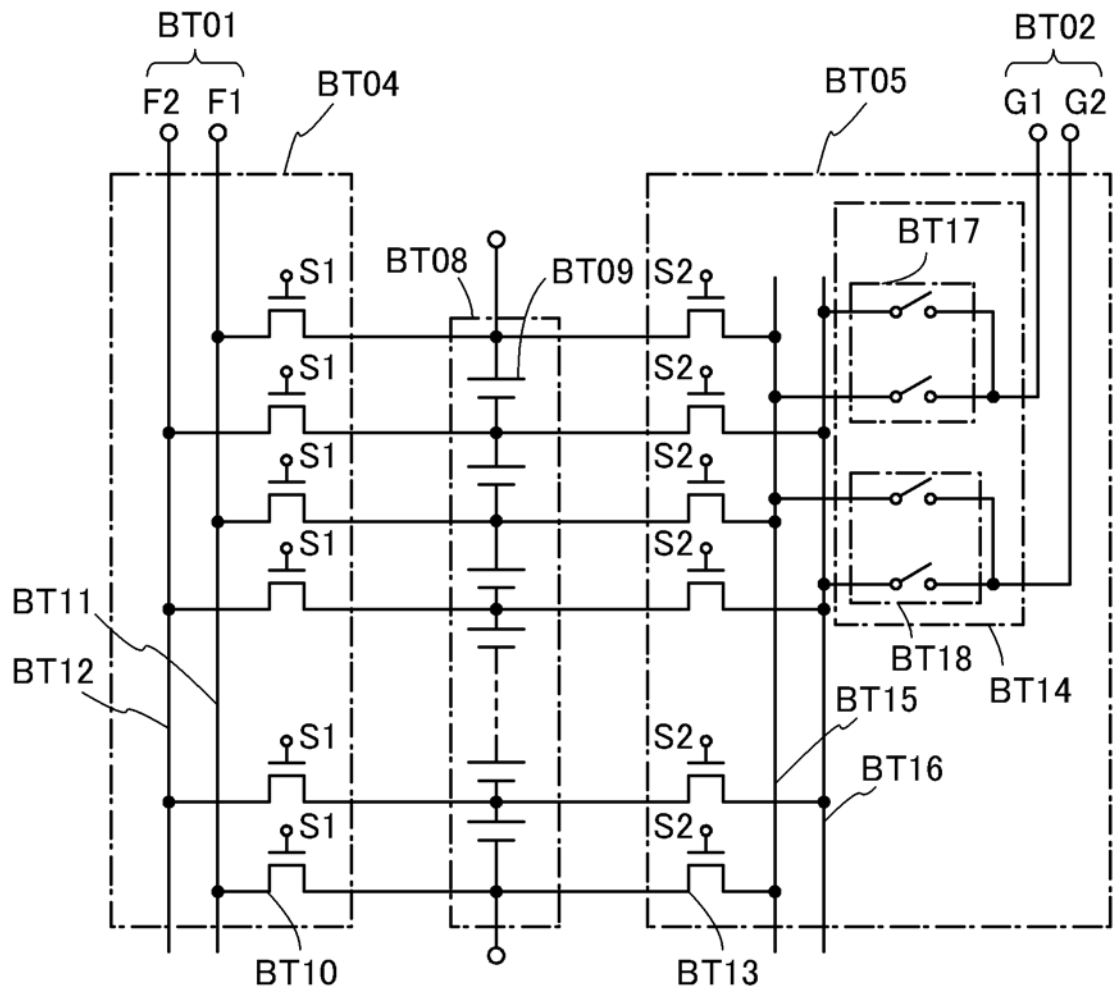 BT01
BT02
F2 F1
BT04
BT05
G1 G2
BT17
BT08
BT09
S1
S2
S1
S2
S1
S2
S1
S2
BT11
BT12
BT18
BT14
BT15
S1
S2
BT16
S1
S2
BT10
BT13